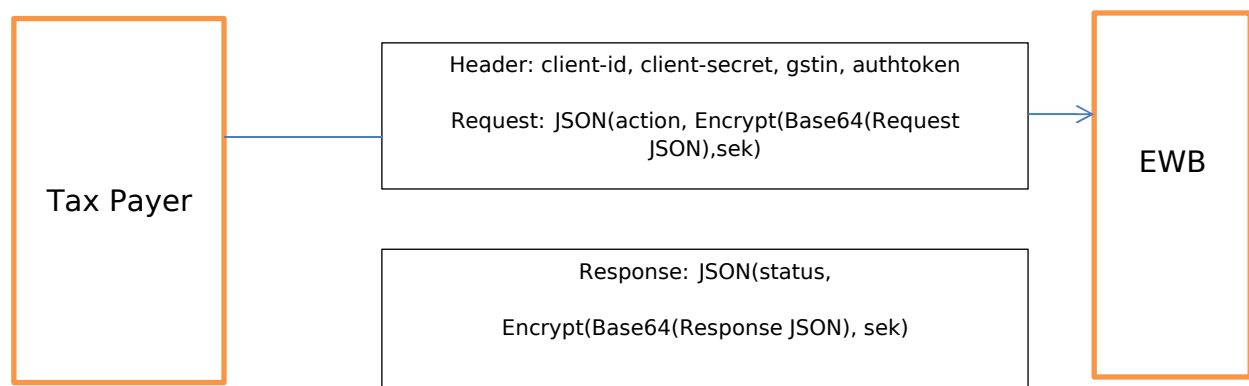 Tax Payer
Header: client-id, client-secret, gstin, authtoken
Request: JSON(action, Encrypt(Base64(Request
JSON),sek)
EWB
Response: JSON(status,
Encrypt(Base64(Response JSON), sek)